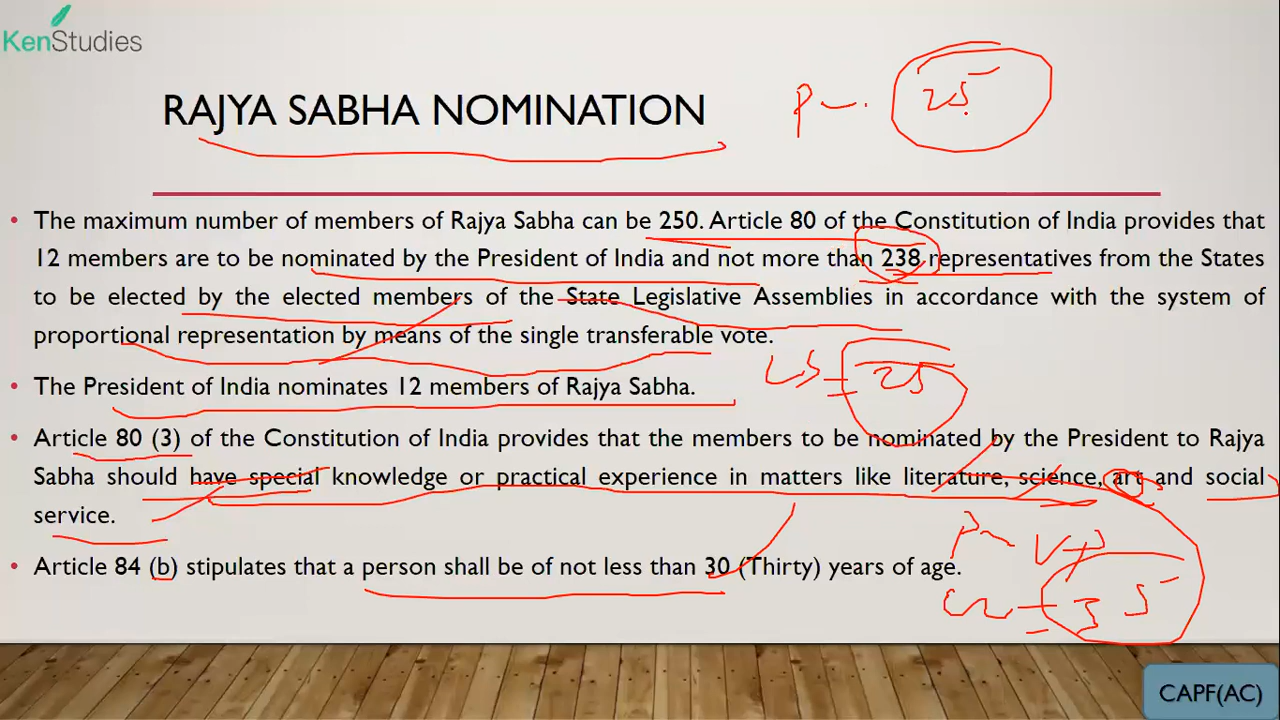 KenStudies
RAJYA SABHA NOMINATION
P 25
• The maximum number of members of Rajya Sabha can be 250. Article 80 of the Constitution of India provides that
12 members are to be nominated by the President of India and not more than 238 representatives from the States
to be elected by the elected members of the State Legislative Assemblies in accordance with the system of
proportional representation by means of the single transferable vote.
LS = 25
• The President of India nominates 12 members of Rajya Sabha.
• Article 80 (3) of the Constitution of India provides that the members to be nominated by the President to Rajya
Sabha should have special knowledge or practical experience in matters like literature, science, art and social
service.
P VP
• Article 84 (b) stipulates that a person shall be of not less than 30 (Thirty) years of age.
35
CAPF(AC)